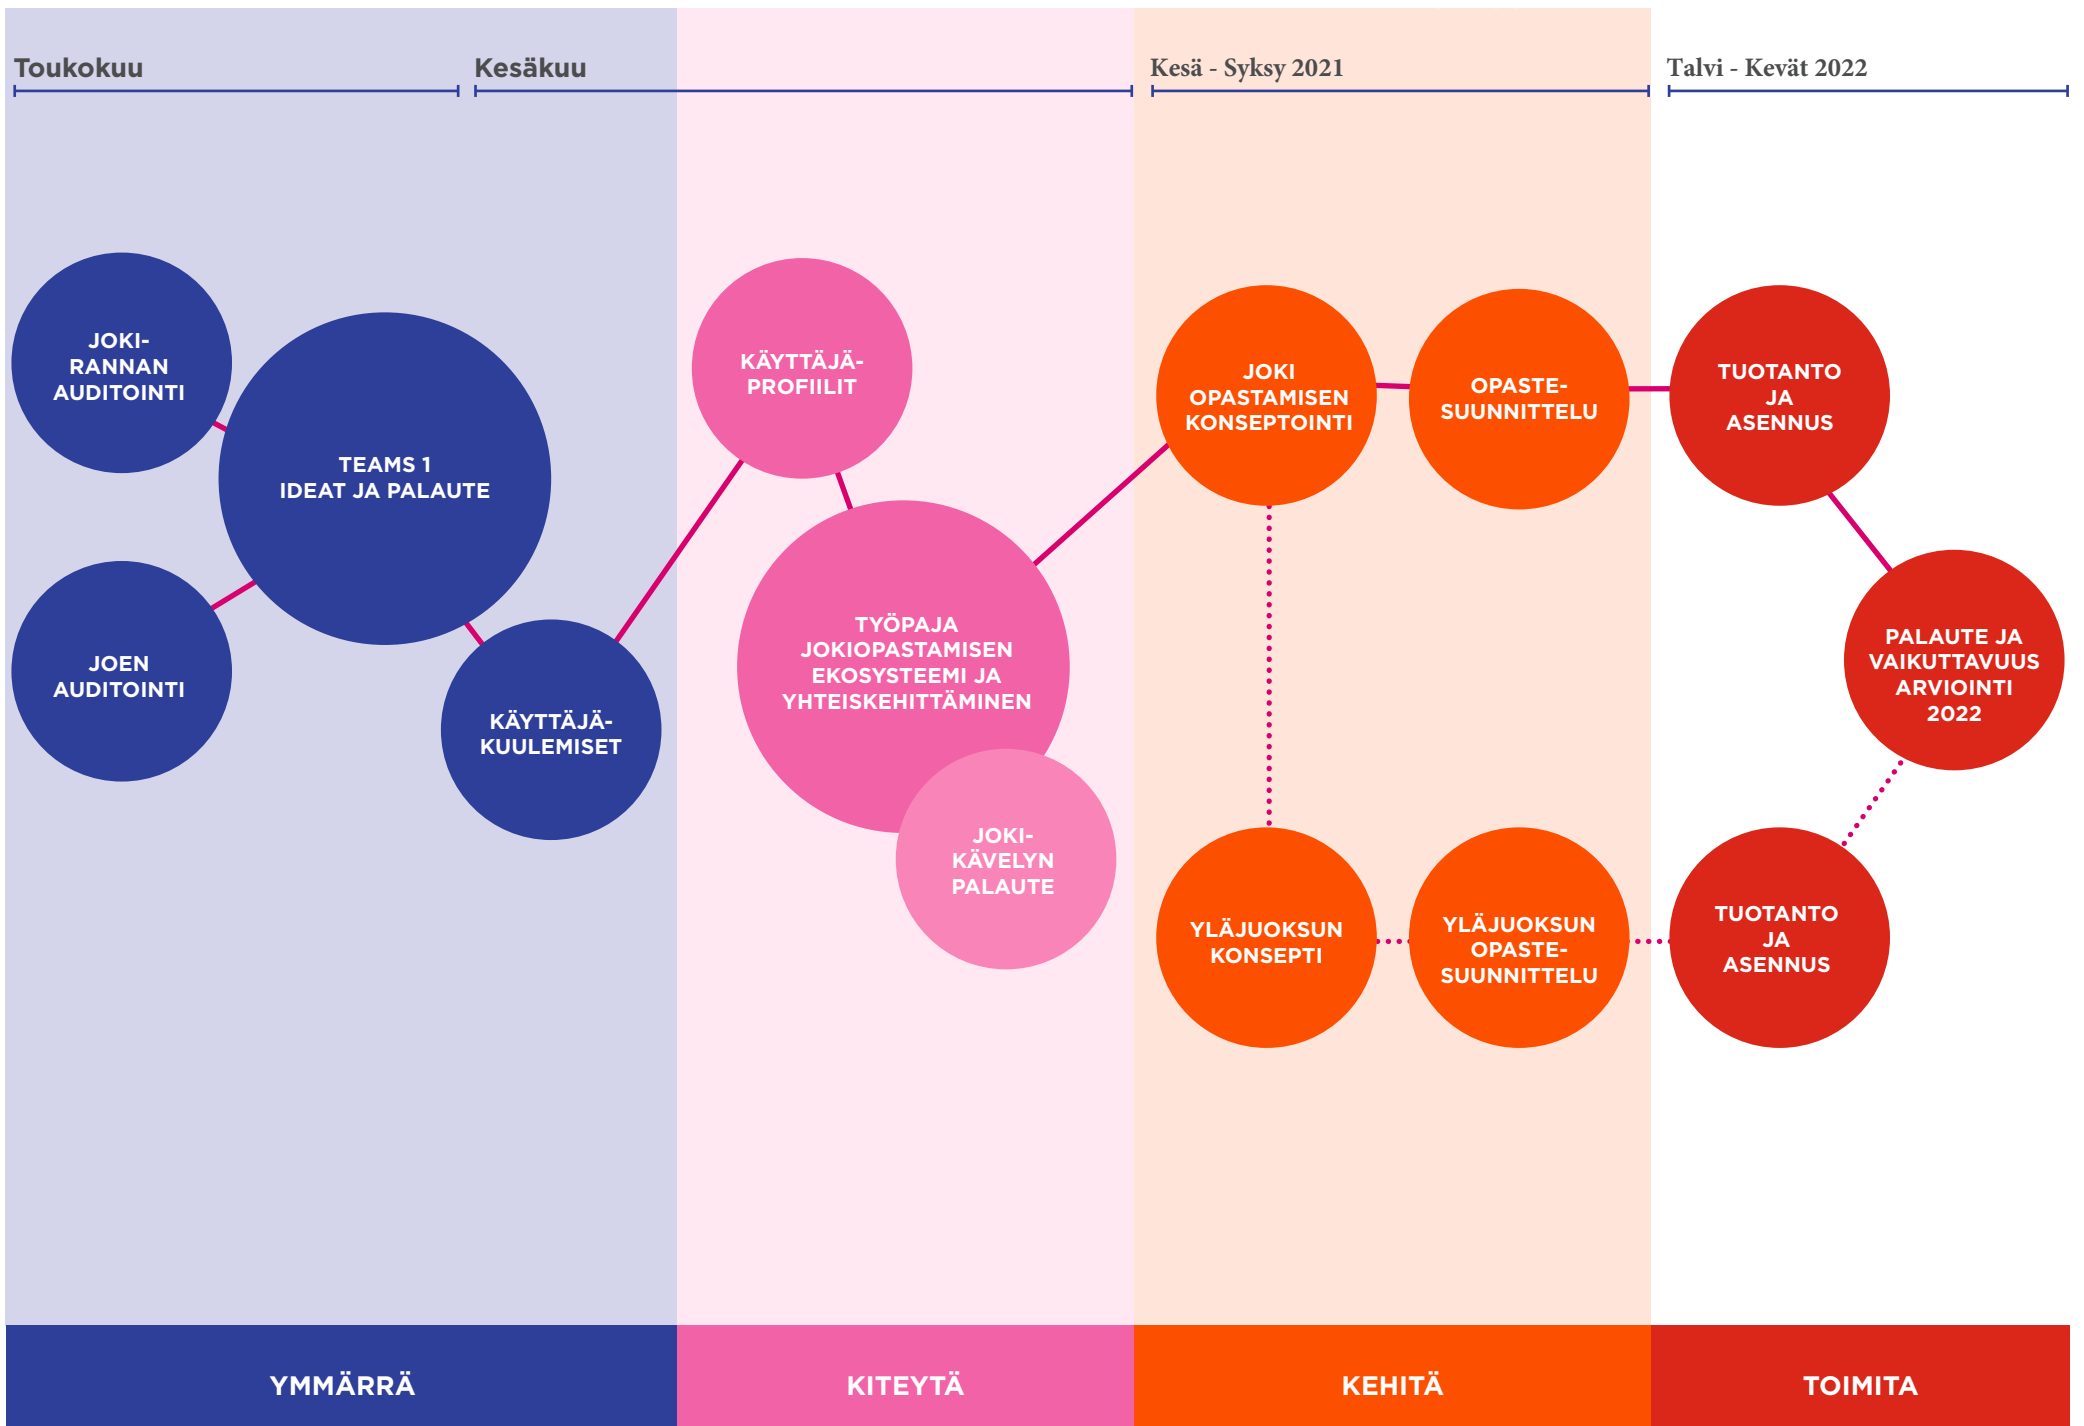 Toukokuu
Kesäkuu
Kesä - Syksy 2021
Talvi - Kevät 2022
JOKI-
RANNAN
AUDITOINTI
TEAMS 1
IDEAT JA PALAUTE
JOEN
AUDITOINTI
KÄYTTÄJÄ-
KUULEMISET
KÄYTTÄJÄ-
PROFIILIT
TYÖPAJA
JOKIOPASTAMISEN
EKOSYSTEEMI JA
YHTEISKEHITTÄMINEN
JOKI-
KÄVELYN
PALAUTE
JOKI
OPASTAMISEN
KONSEPTOINTI
OPASTE-
SUUNNITTELU
YLÄJUOKSUN
KONSEPTI
YLÄJUOKSUN
OPASTE-
SUUNNITTELU
TUOTANTO
JA
ASENNUS
PALAUTE JA
VAIKUTTAVUUS
ARVIOINTI
2022
TUOTANTO
JA
ASENNUS
YMMÄRRÄ
KITEYTÄ
KEHITÄ
TOIMITA